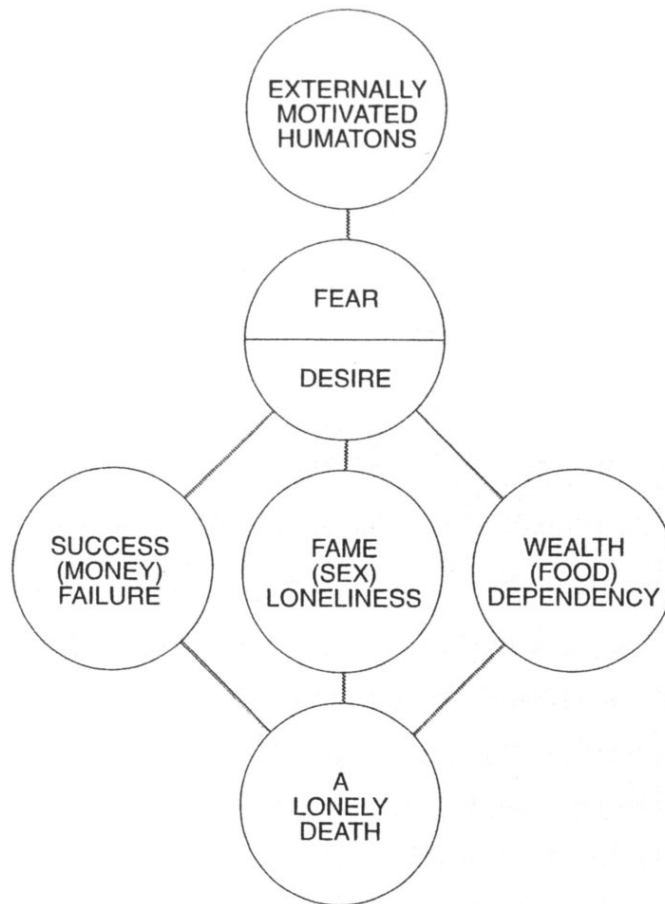 EXTERNALLY
MOTIVATED
HUMATONS
FEAR
DESIRE
SUCCESS
(MONEY)
FAILURE
FAME
(SEX)
LONELINESS
WEALTH
(FOOD)
DEPENDENCY
A
LONELY
DEATH